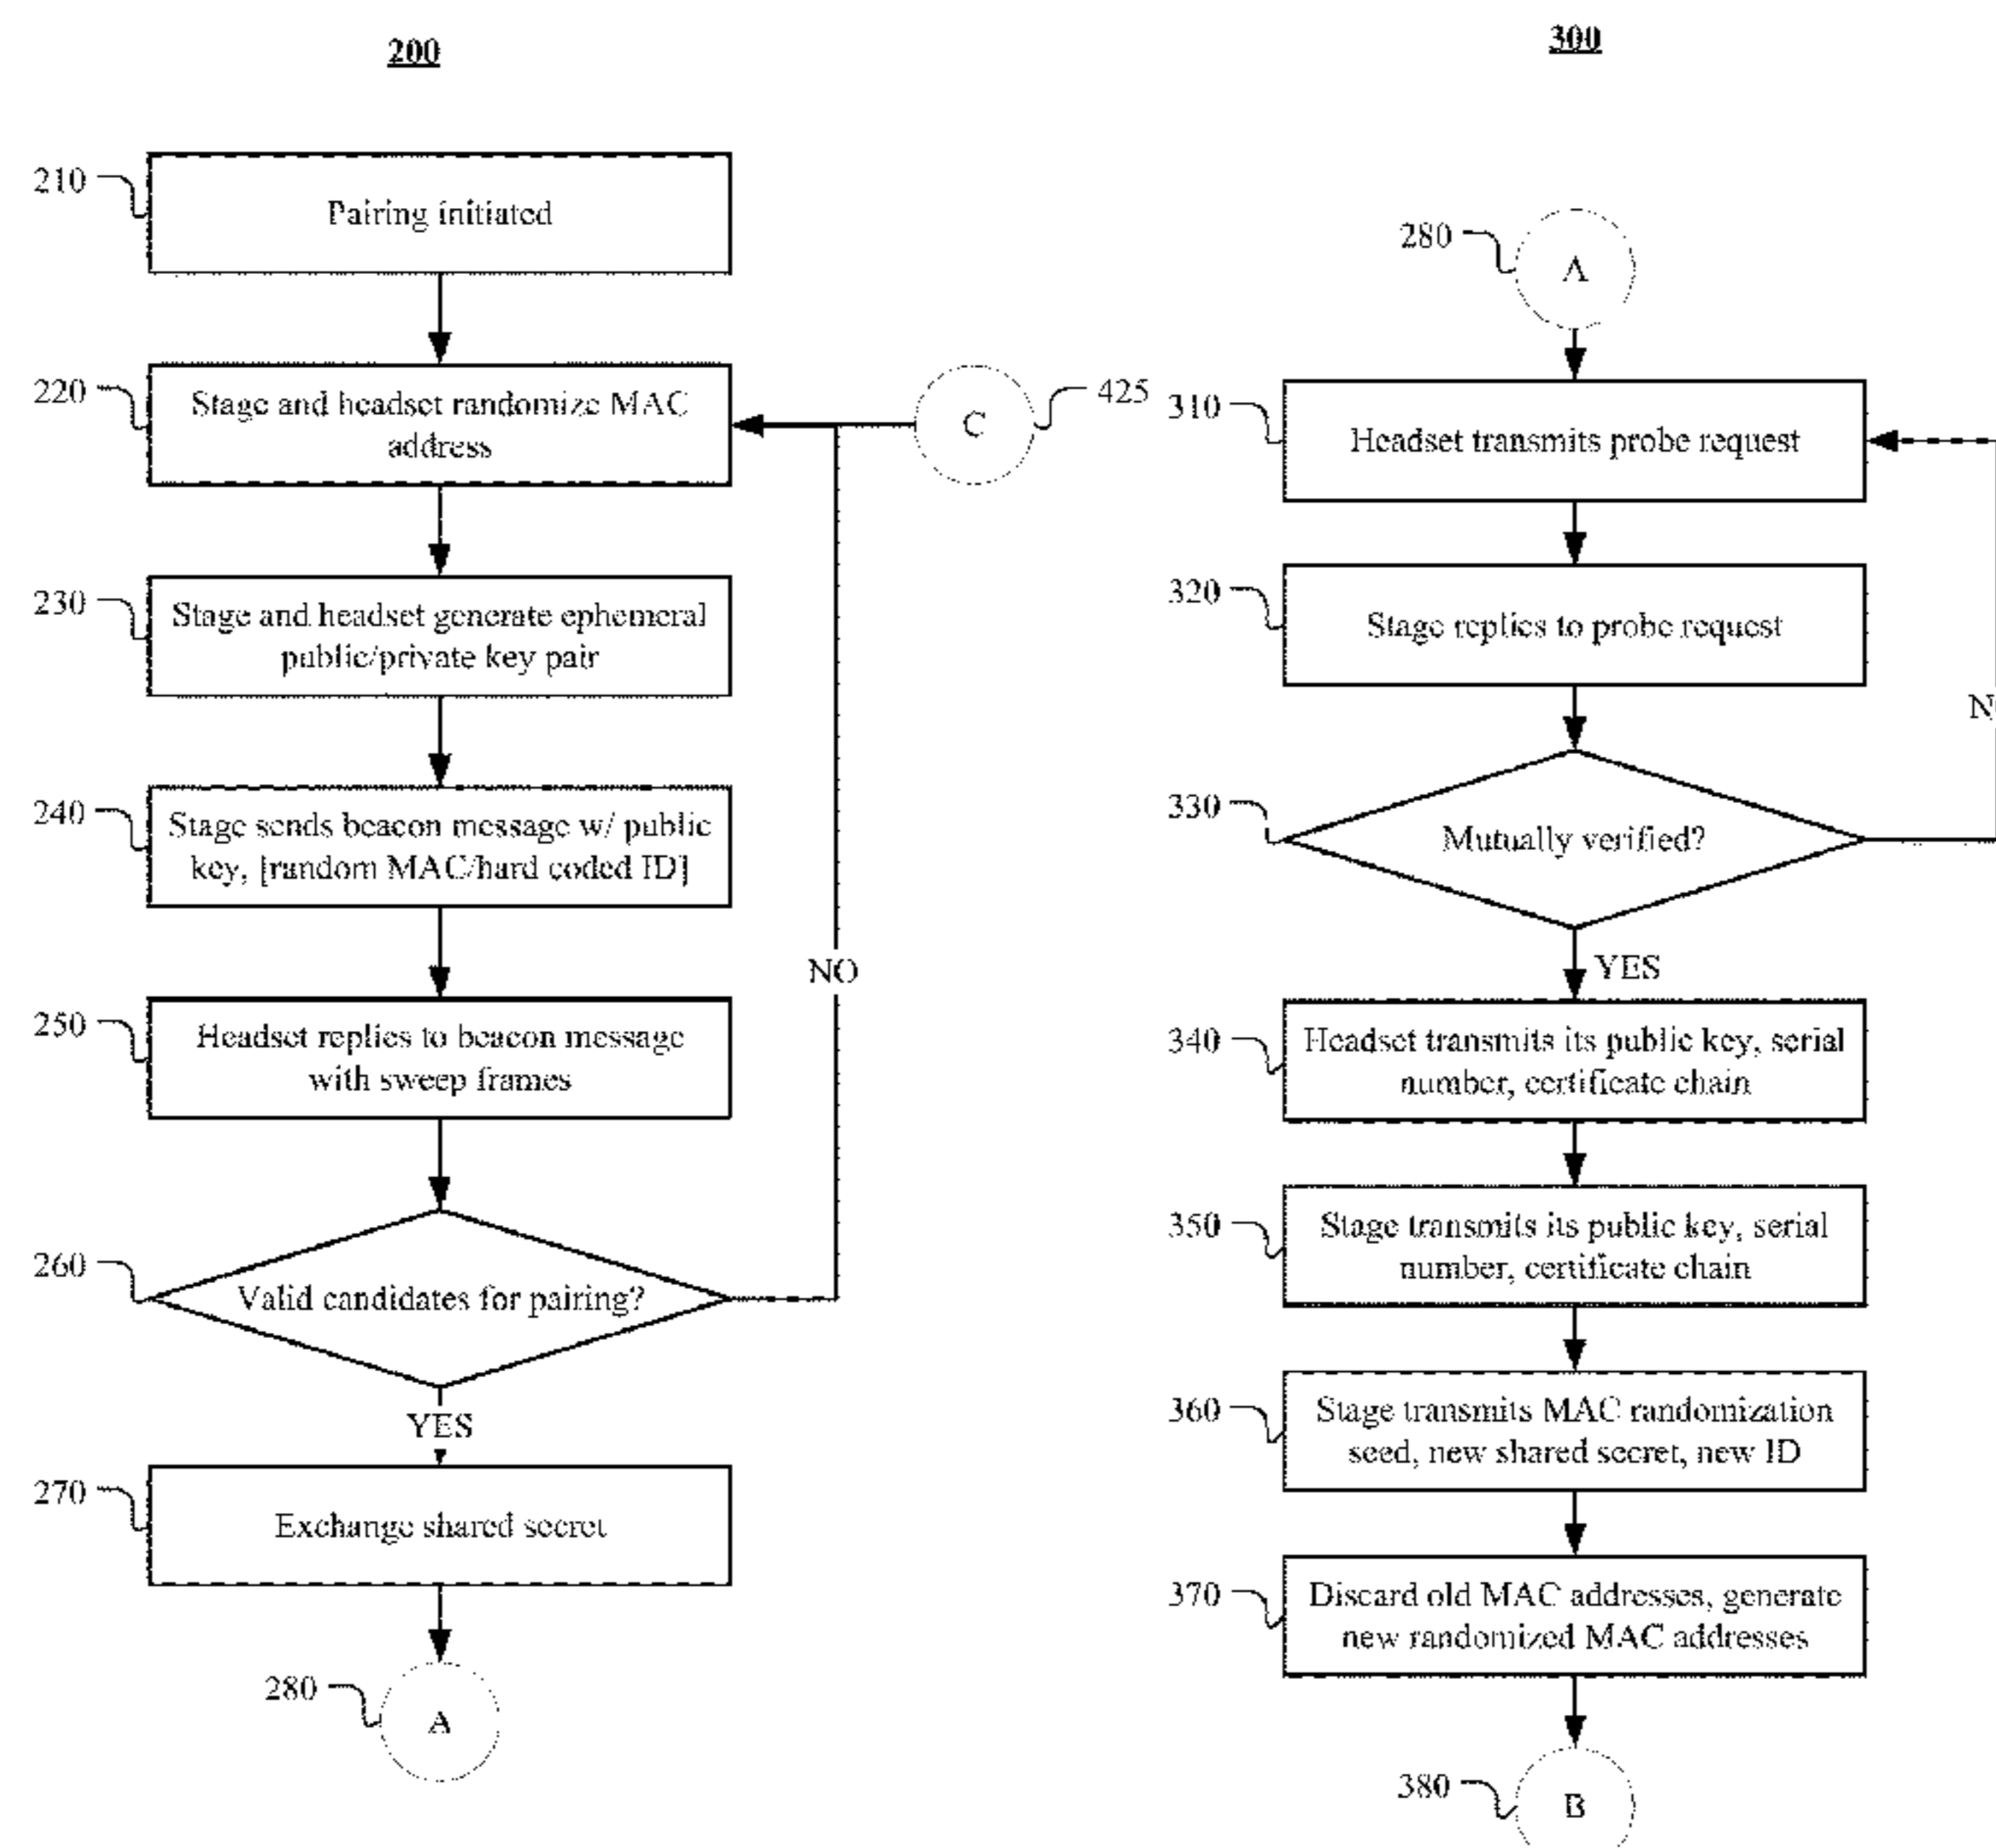 200
210
Pairing initiated
220
Stage and headset randomize MAC
address
C
425
230
Stage and headset generate ephemeral
public/private key pair
240
Stage sends beacon message w/ public
key, [random MAC/hard coded ID]
250
Headset replies to beacon message
with sweep frames
NO
260
Valid candidates for pairing?
YES
270
Exchange shared secret
280
A
300
280
A
310
Headset transmits probe request
320
Stage replies to probe request
330
Mutually verified?
YES
340
Headset transmits its public key, serial
number, certificate chain
350
Stage transmits its public key, serial
number, certificate chain
360
Stage transmits MAC randomization
seed, new shared secret, new ID
370
Discard old MAC addresses, generate
new randomized MAC addresses
380
B